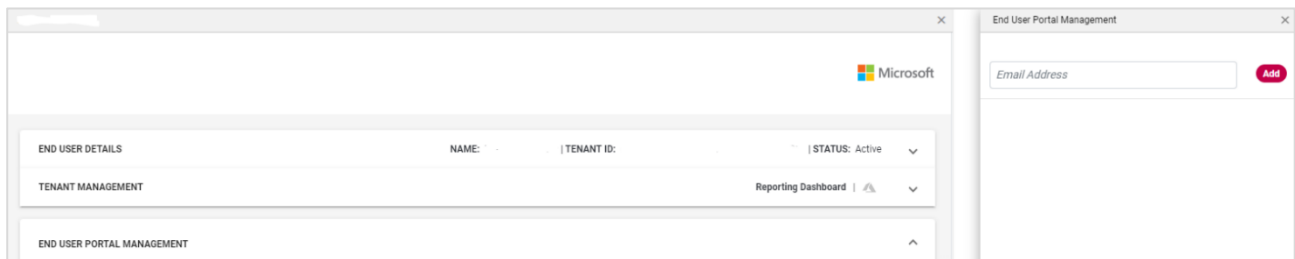 End User Portal Management
Microsoft
Email Address
Add
END USER DETAILS NAME: | TENANT ID: | STATUS: Active
TENANT MANAGEMENT Reporting Dashboard |
END USER PORTAL MANAGEMENT